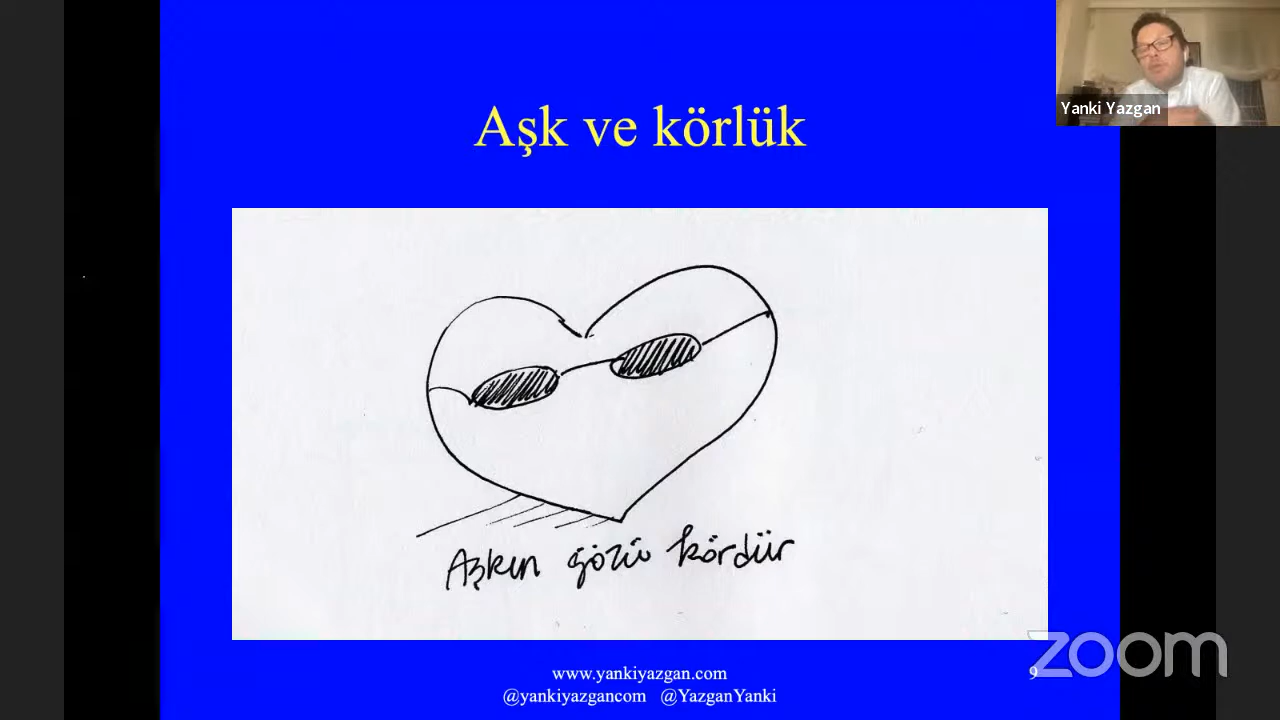 Yanki Yazgan
Aşk ve körlük
Aşkın gözü kördür
www.yankiyazgan.com
@yankiyazgancom @YazganYanki
9
zoom